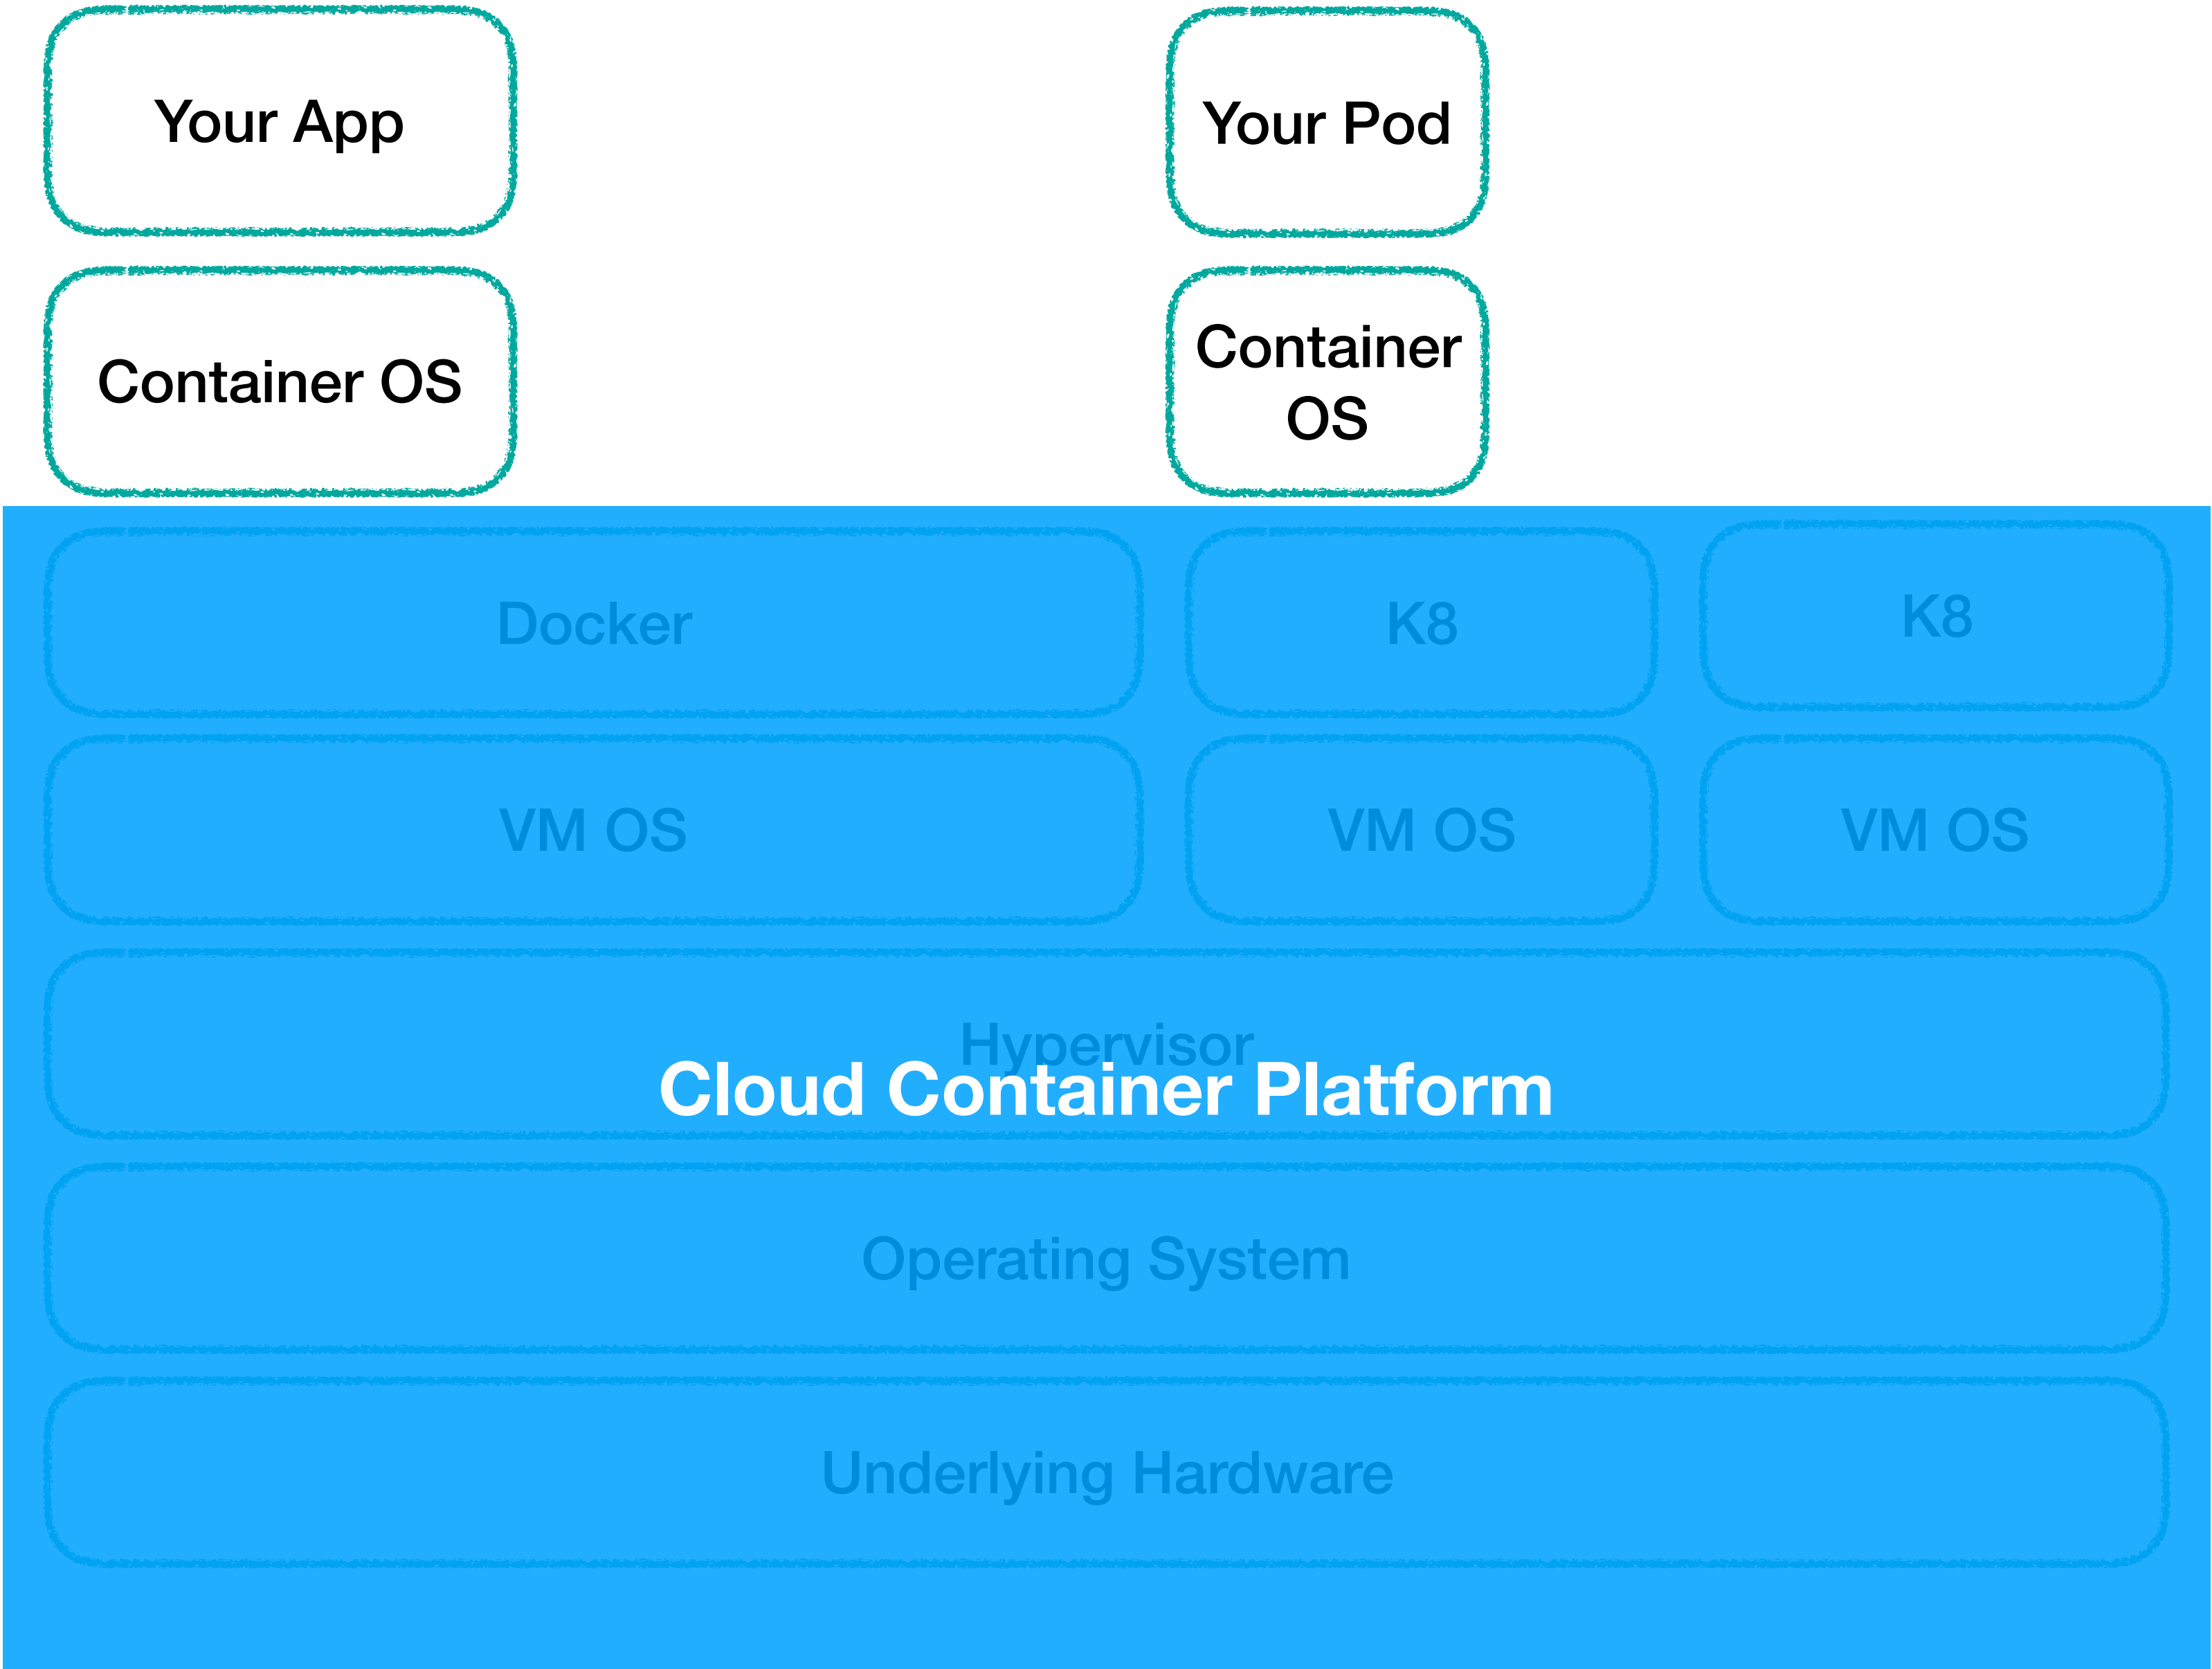 Your App
Your Pod
Container OS
Container
OS
Docker
K8
K8
VM OS
VM OS
VM OS
Hypervisor
Cloud Container Platform
Operating System
Underlying Hardware